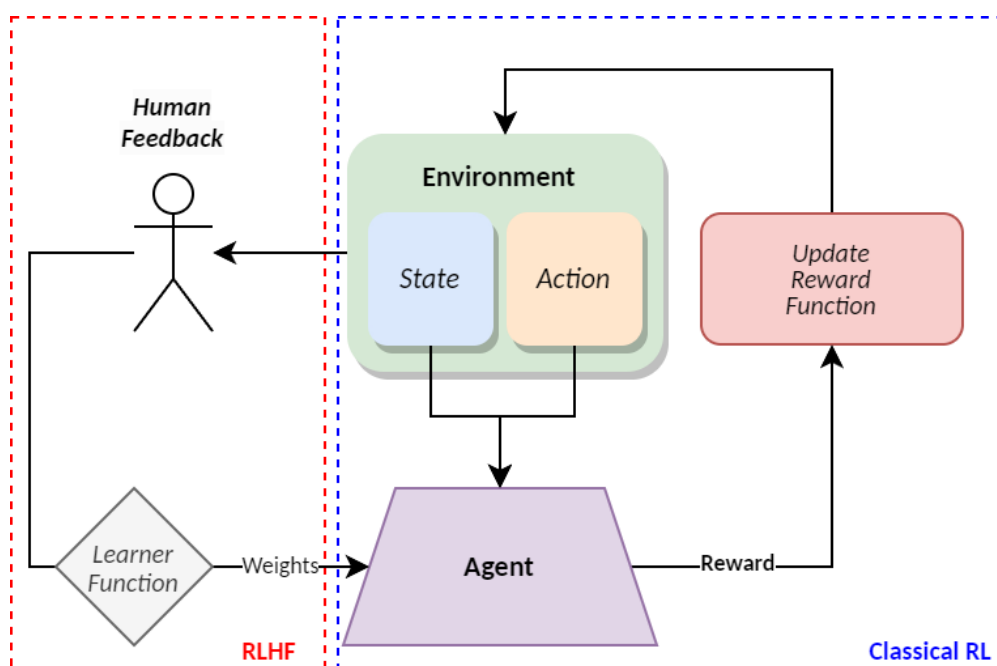 Human
Feedback
Environment
State
Action
Update
Reward
Function
Learner
Function
Weights
Agent
Reward
RLHF
Classical RL